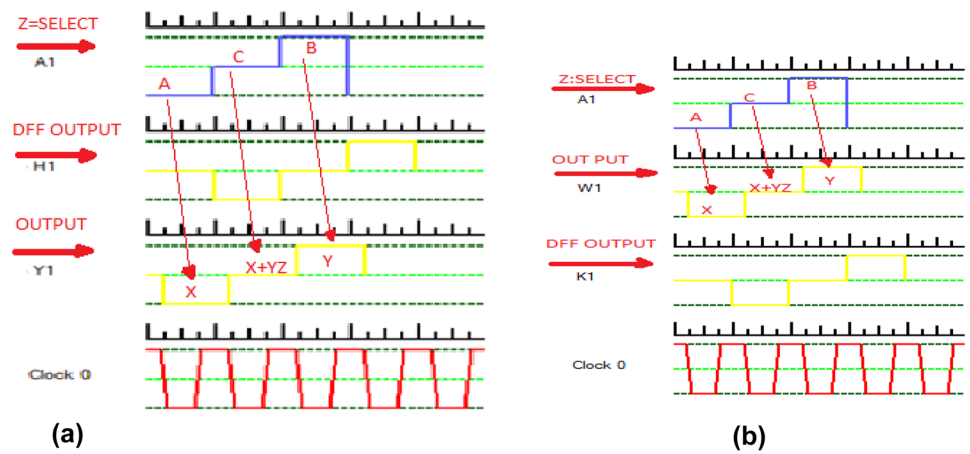 Z=SELECT
A1
A
C
B
DFF OUTPUT
H1
OUTPUT
Y1
X
X+YZ
Y
Clock 0
(a)
Z:SELECT
A1
A
C
B
OUT PUT
W1
X
X+YZ
Y
DFF OUTPUT
K1
Clock 0
(b)